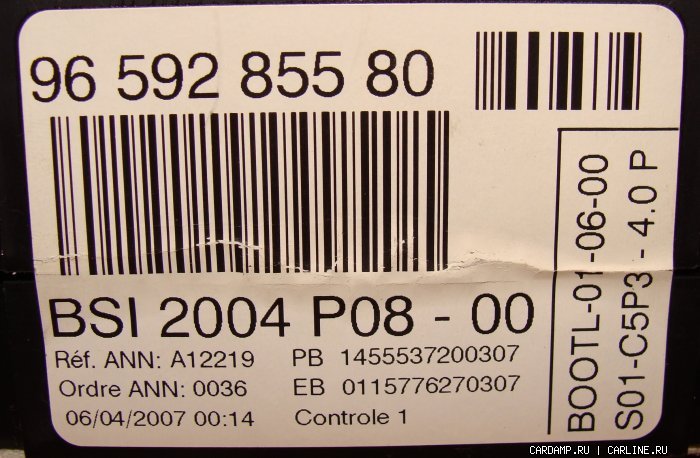 96 592 855 80
BSI 2004 P08 - 00
Réf. ANN: A12219 PB 1455537200307
Ordre ANN: 0036 EB 0115776270307
06/04/2007 00:14 Controle 1
BOOTL-01-06-00
S01-C5P3 - 4.0 P
CARDAMP.RU | CARLINE.RU